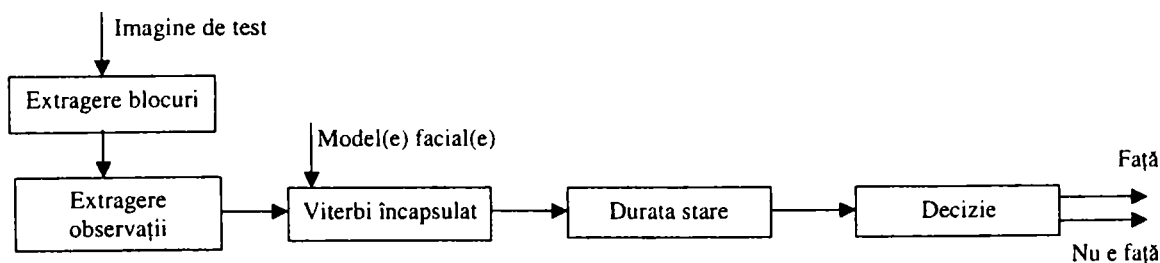 Imagine de test
Extragere blocuri
Model(e) facial(e)
Față
Extragere
observații
Viterbi încapsulat
Durata stare
Decizie
Nu e față